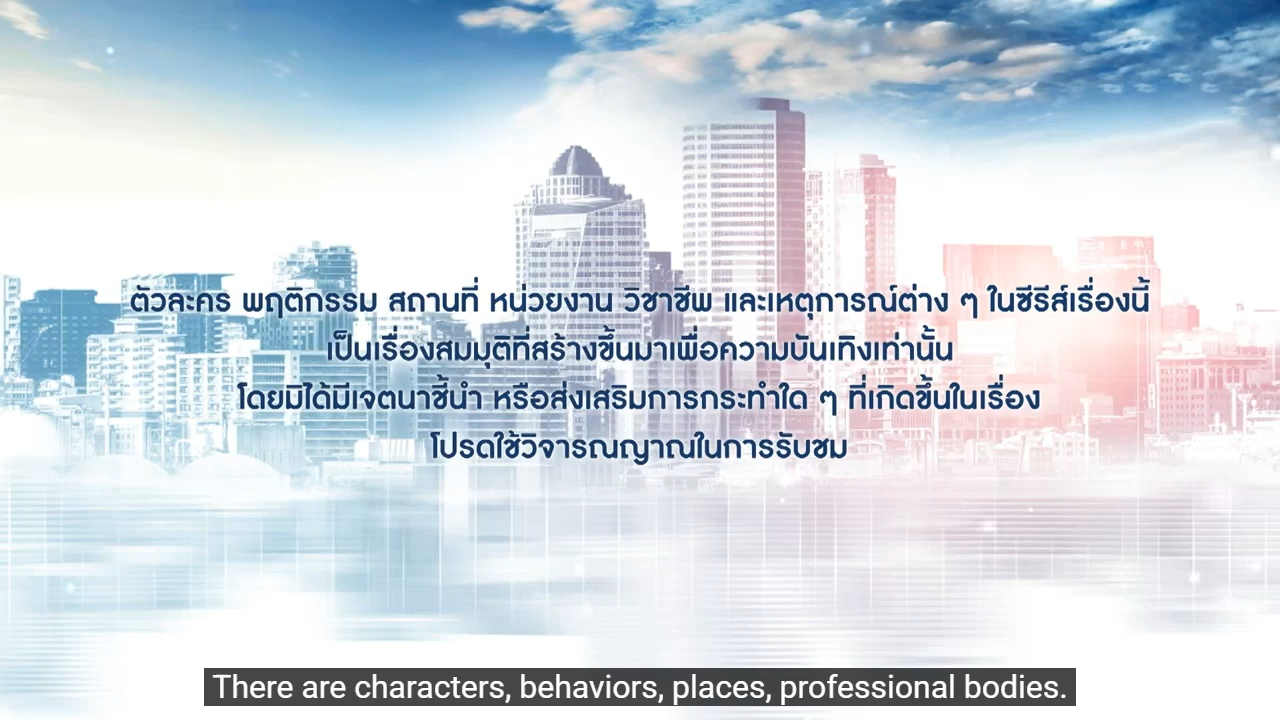 ตัวละคร พฤติกรรม สถานที่ หน่วยงาน วิชาชีพ และเหตุการณ์ต่าง ๆ ในซีรีส์เรื่องนี้
เป็นเรื่องสมมุติที่สร้างขึ้นมาเพื่อความบันเทิงเท่านั้น
โดยมิได้มีเจตนาชี้นำ หรือส่งเสริมการกระทำใด ๆ ที่เกิดขึ้นในเรื่อง
โปรดใช้วิจารณญาณในการรับชม
There are characters, behaviors, places, professional bodies.